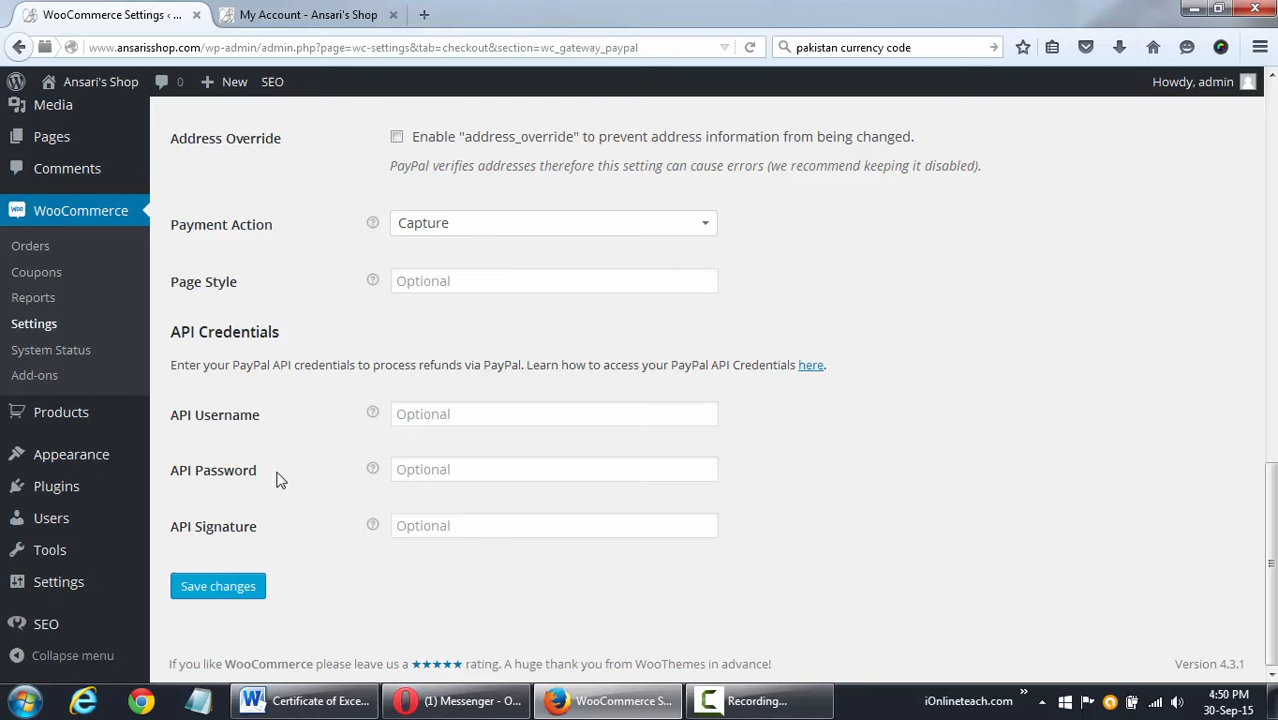 WooCommerce Settings ‹ ...
My Account - Ansari's Shop
www.ansarisshop.com/wp-admin/admin.php?page=wc-settings&tab=checkout&section=wc_gateway_paypal
pakistan currency code
Ansari's Shop
0
New
SEO
Howdy, admin
Media
Pages
Comments
WooCommerce
Orders
Coupons
Reports
Settings
System Status
Add-ons
Products
Appearance
Plugins
Users
Tools
Settings
SEO
Collapse menu
Address Override
Enable "address_override" to prevent address information from being changed.
PayPal verifies addresses therefore this setting can cause errors (we recommend keeping it disabled).
Payment Action
Capture
Page Style
Optional
API Credentials
Enter your PayPal API credentials to process refunds via PayPal. Learn how to access your PayPal API Credentials here.
API Username
Optional
API Password
Optional
API Signature
Optional
Save changes
If you like WooCommerce please leave us a ★★★★★ rating. A huge thank you from WooThemes in advance!
Version 4.3.1
Certificate of Exce...
(1) Messenger - O...
WooCommerce S...
Recording...
iOnlineteach.com
4:50 PM
30-Sep-15